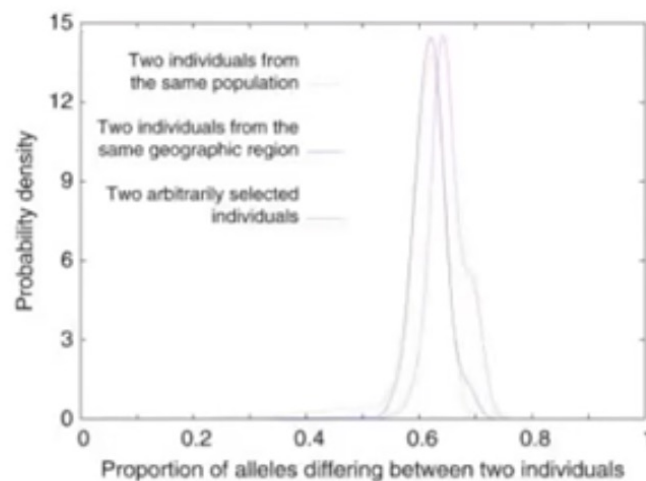 15
12
9
6
3
0
Probability density
Two individuals from
the same population
Two individuals from the
same geographic region
Two arbitrarily selected
individuals
0
0.2
0.4
0.6
0.8
Proportion of alleles differing between two individuals